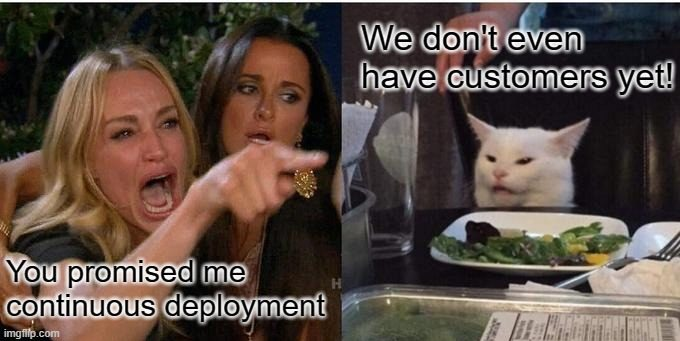 We don't even
have customers yet!
You promised me
continuous deployment
imgflip.com